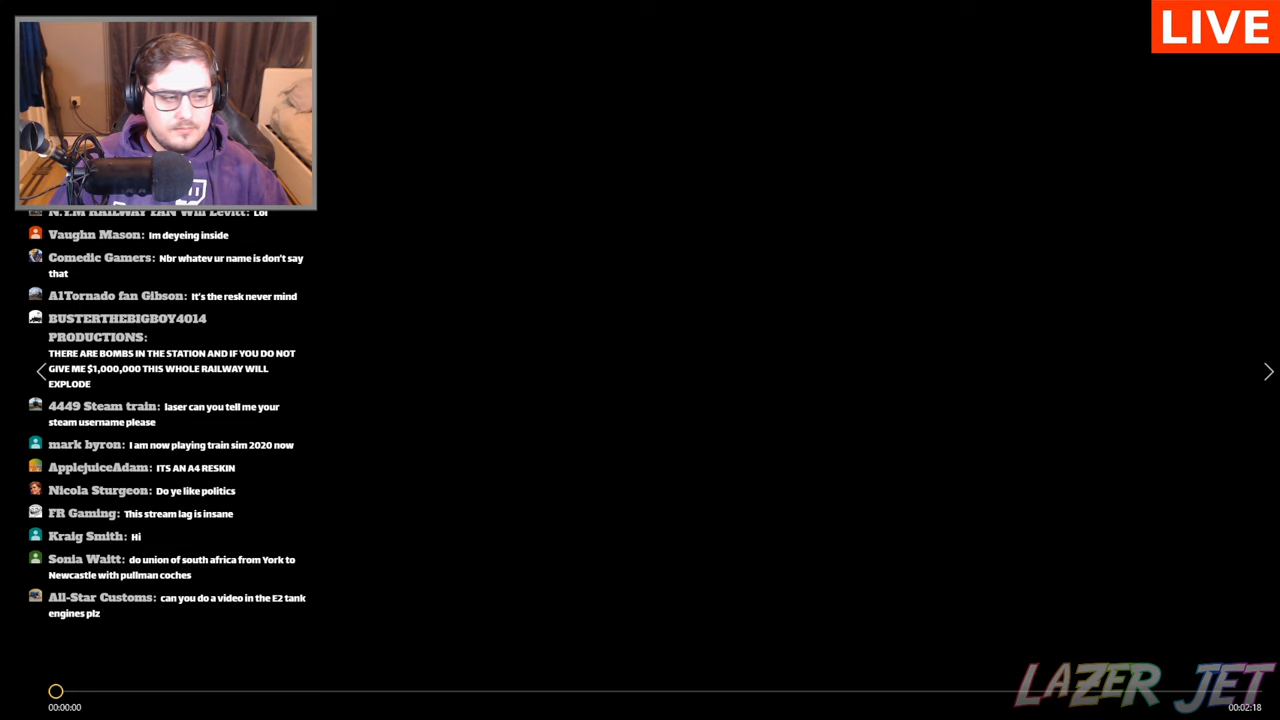 LIVE
N.Y.M RAILWAY FAN Will Levitt: Lol
Vaughn Mason: Im deyeing inside
Comedic Gamers: Nbr whatev ur name is don't say
that
A1Tornado fan Gibson: It's the resk never mind
BUSTERTHEBIGBOY4014
PRODUCTIONS:
THERE ARE BOMBS IN THE STATION AND IF YOU DO NOT
GIVE ME $1,000,000 THIS WHOLE RAILWAY WILL
EXPLODE
4449 Steam train: laser can you tell me your
steam username please
mark byron: I am now playing train sim 2020 now
ApplejuiceAdam: ITS AN A4 RESKIN
Nicola Sturgeon: Do ye like politics
FR Gaming: This stream lag is insane
Kraig Smith: Hi
Sonia Waitt: do union of south africa from York to
Newcastle with pullman coches
All-Star Customs: can you do a video in the E2 tank
engines plz
LAZER JET
00:00:00
00:02:18